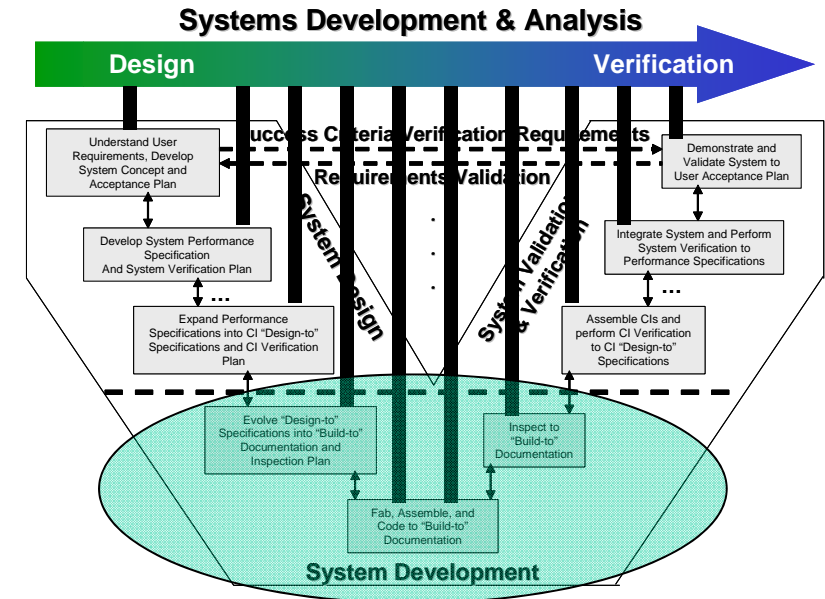 Systems Development & Analysis
Design
Verification
Success Criteria Verification Requirements
Requirements Validation
Understand User
Requirements, Develop
System Concept and
Acceptance Plan
Demonstrate and
Validate System to
User Acceptance Plan
System Design
System Validation
& Verification
Develop System Performance
Specification
And System Verification Plan
...
Integrate System and Perform
System Verification to
Performance Specifications
...
Expand Performance
Specifications into CI “Design-to”
Specifications and CI Verification
Plan
Assemble CIs and
perform CI Verification
to CI “Design-to”
Specifications
Evolve “Design-to”
Specifications into “Build-to”
Documentation and
Inspection Plan
Inspect to
“Build-to”
Documentation
Fab, Assemble, and
Code to “Build-to”
Documentation
System Development